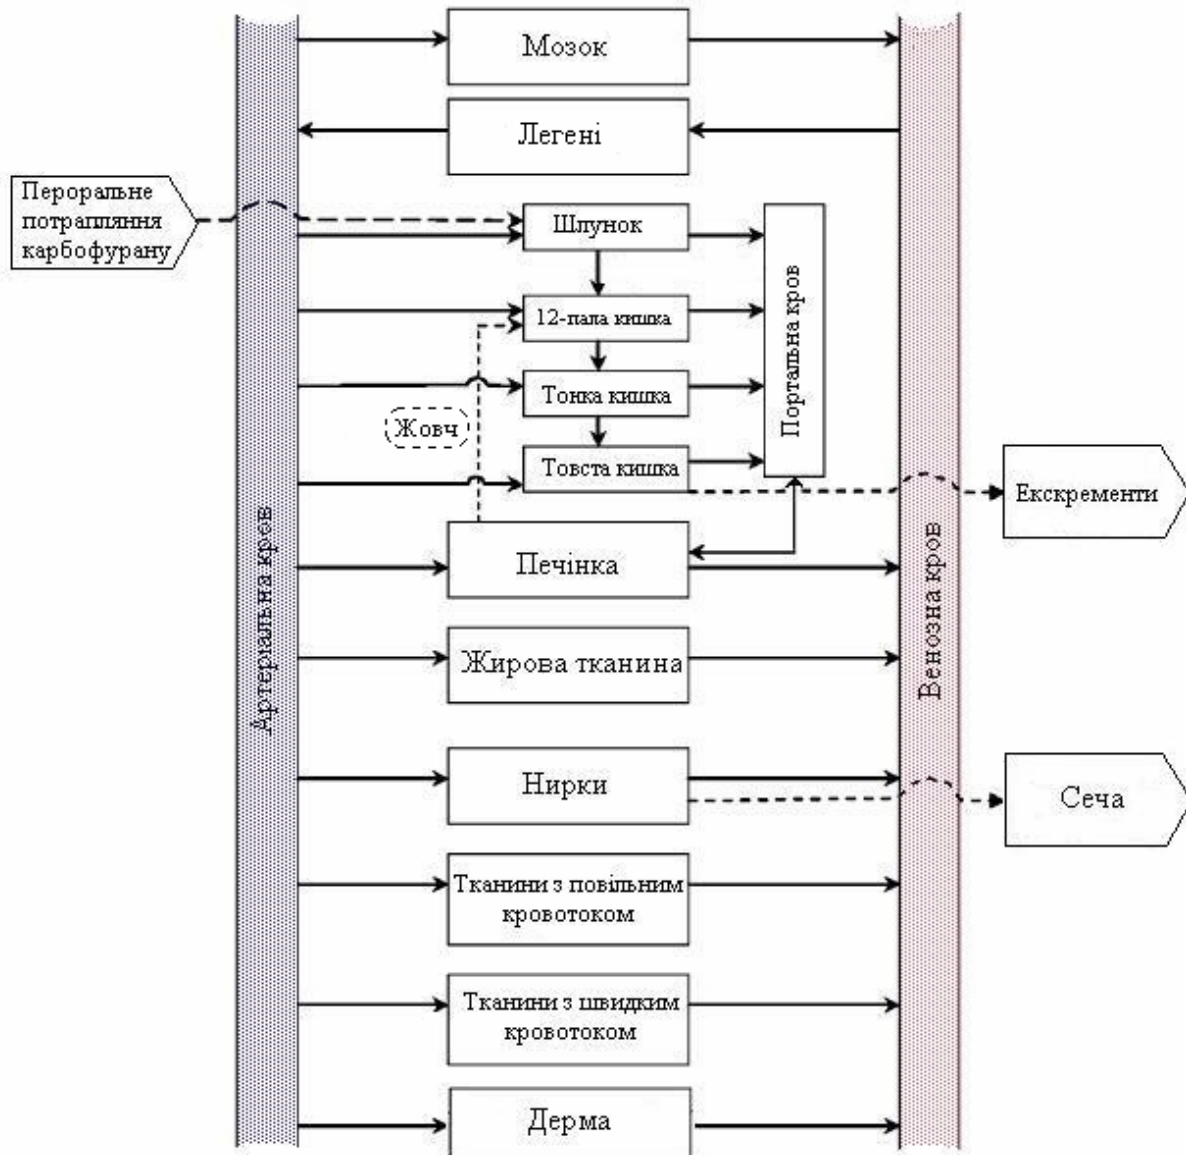 Мозок
Легені
Пероральне
потрапляння
карбофурану
Шлунок
12-пала кишка
Тонка кишка
Товста кишка
Портальна кров
Жовч
Екскременти
Печінка
Артеріальна кров
Венозна кров
Жирова тканина
Нирки
Сеча
Тканини з повільним
кровотоком
Тканини з швидким
кровотоком
Дерма